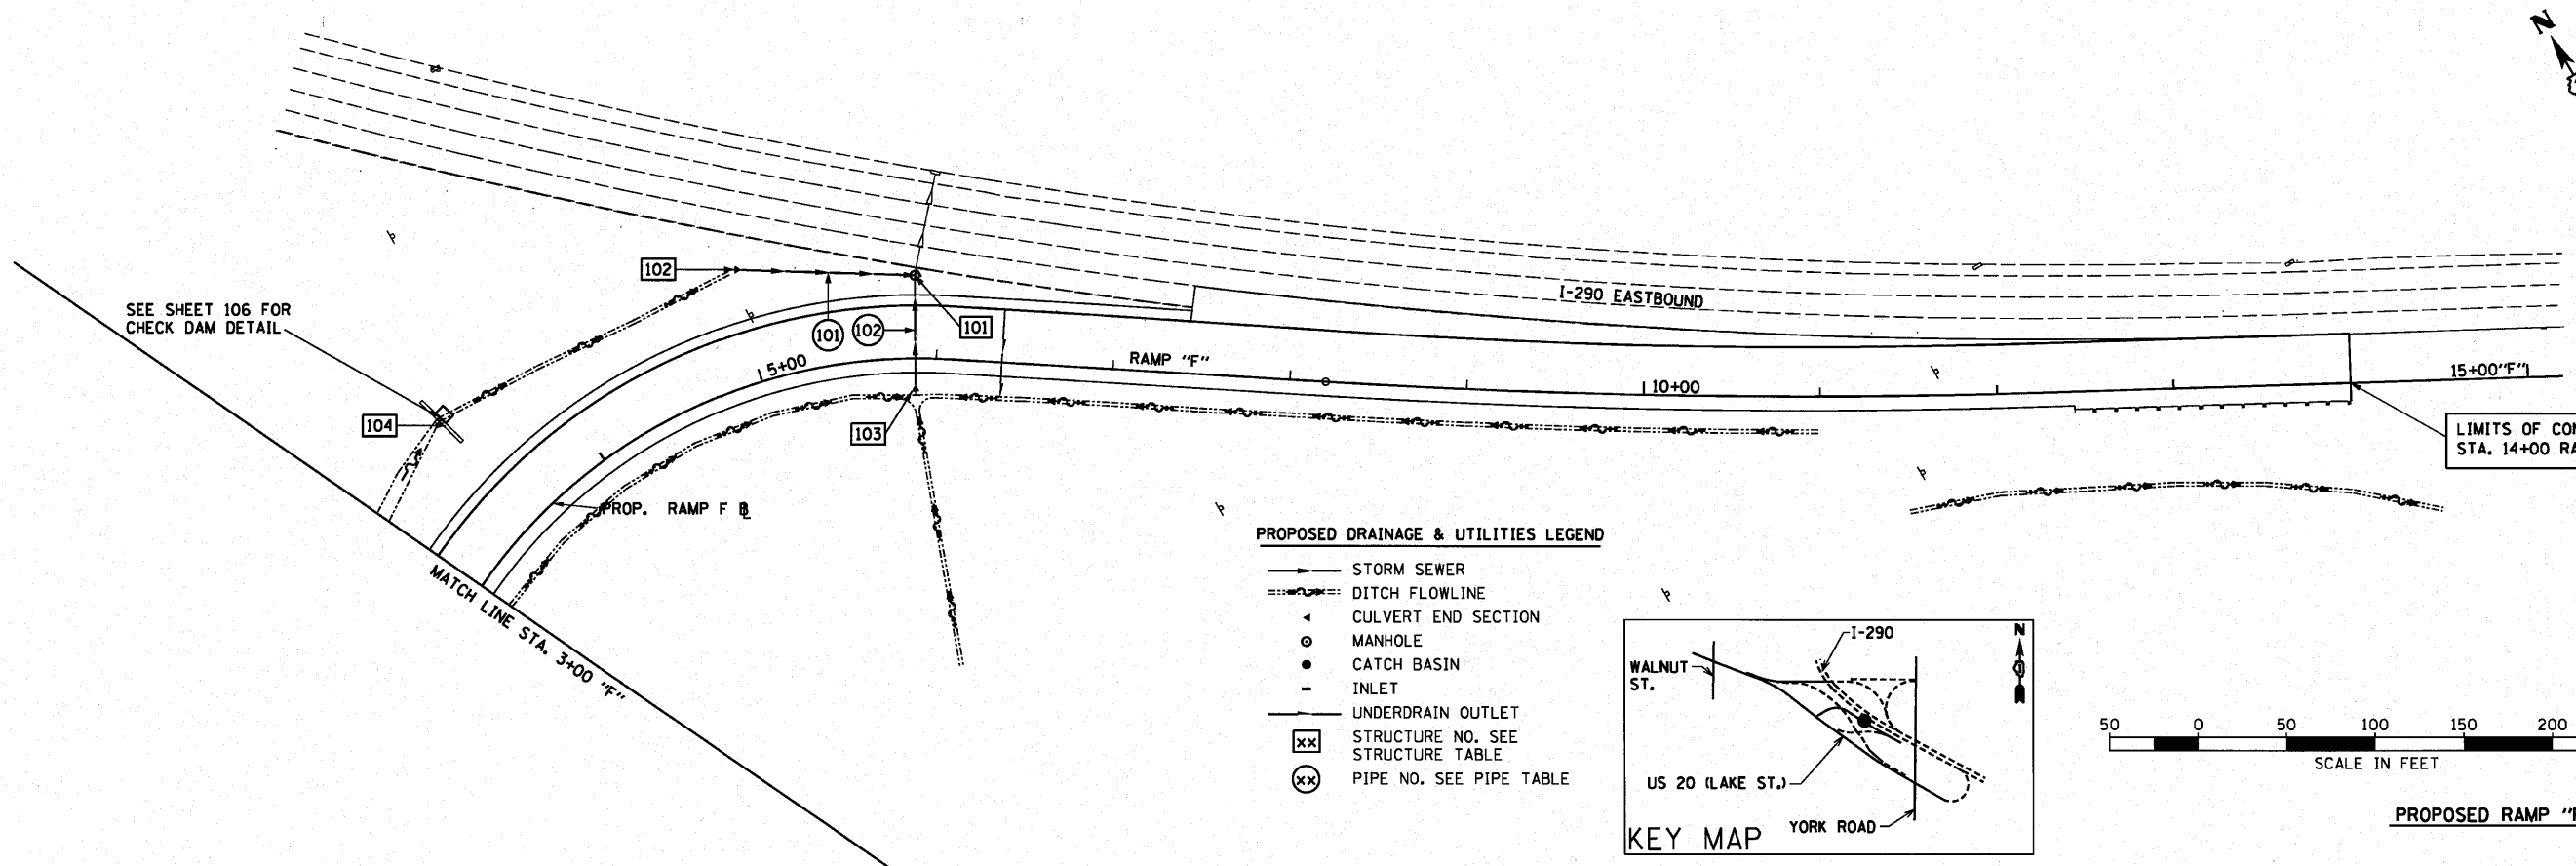 N
102
SEE SHEET 106 FOR
CHECK DAM DETAIL
101
102
101
I-290 EASTBOUND
5+00
RAMP "F"
10+00
15+00"F"
104
103
LIMITS OF
STA. 14+00
PROP. RAMP F BL
MATCH LINE STA. 3+00 "F"
PROPOSED DRAINAGE & UTILITIES LEGEND
STORM SEWER
DITCH FLOWLINE
CULVERT END SECTION
MANHOLE
CATCH BASIN
INLET
UNDERDRAIN OUTLET
XX STRUCTURE NO. SEE
STRUCTURE TABLE
XX PIPE NO. SEE PIPE TABLE
I-290
N
WALNUT
ST.
US 20 (LAKE ST.)
YORK ROAD
KEY MAP
50 0 50 100 150 200
SCALE IN FEET
PROPOSED RAMP